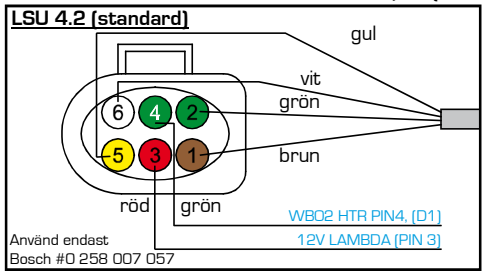 LSU 4.2 (standard)
gul
vit
grön
6
4
2
5
3
1
brun
röd
grön
WBO2 HTR PIN4, (D1)
12V LAMBDA (PIN 3)
Använd endast
Bosch #0 258 007 057